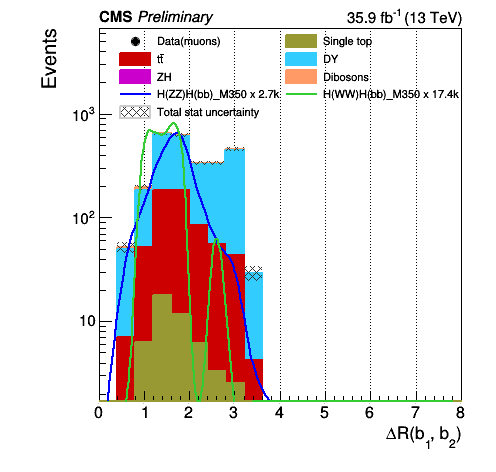 CMS Preliminary 35.9 fb⁻¹ (13 TeV)
Events
Data(muons) Single top
tt̄ DY
ZH Dibosons
H(ZZ)H(bb)_M350 x 2.7k H(WW)H(bb)_M350 x 17.4k
Total stat uncertainty
10³
10²
10
0 1 2 3 4 5 6 7 8
ΔR(b₁, b₂)